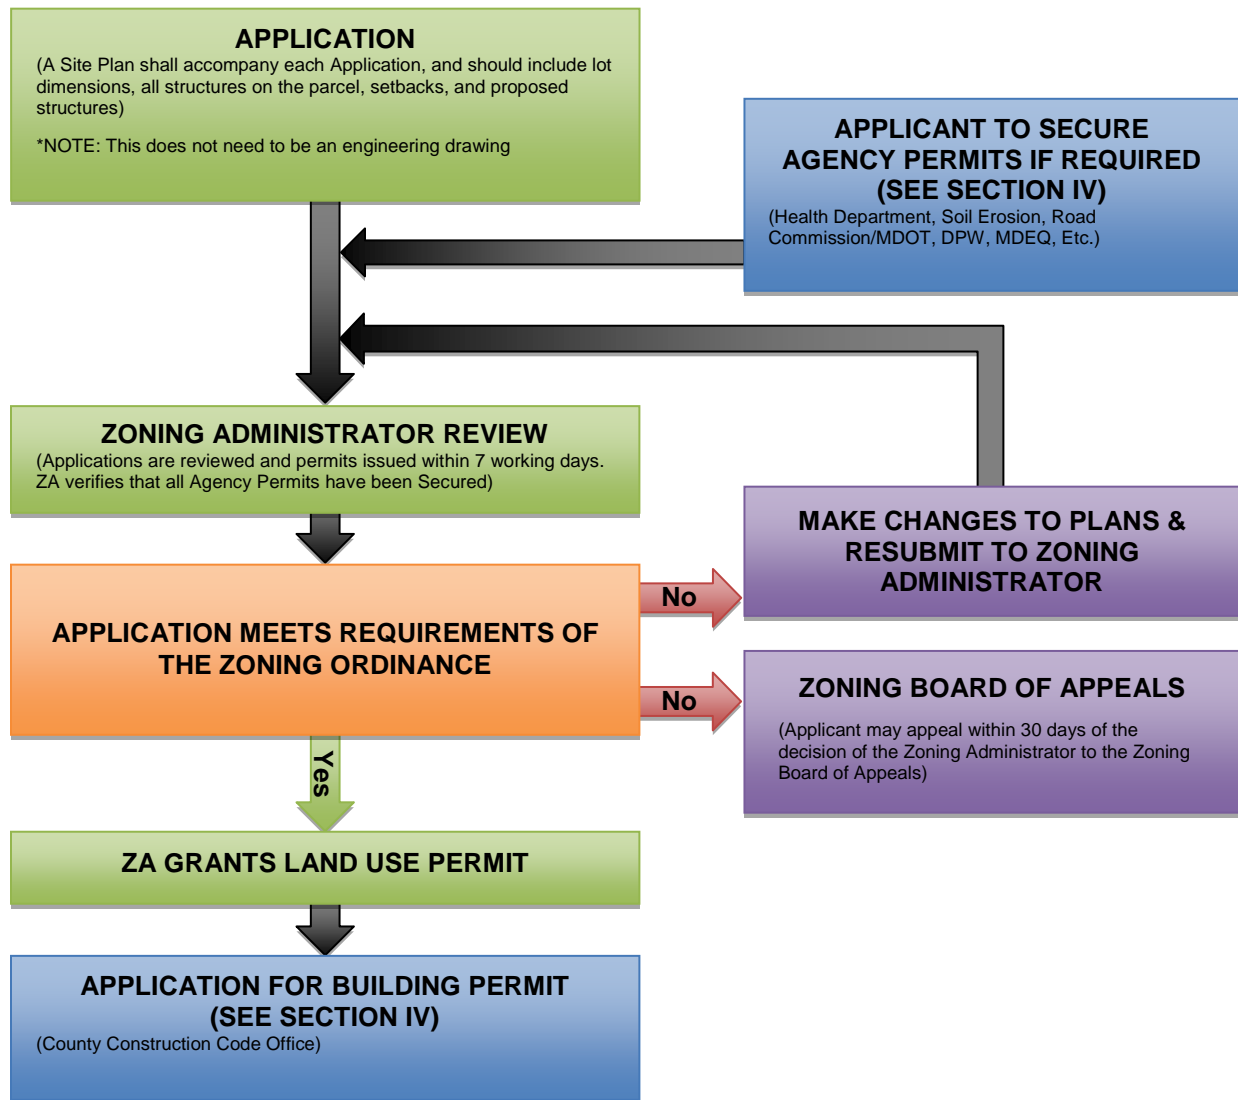 APPLICATION
(A Site Plan shall accompany each Application, and should include lot
dimensions, all structures on the parcel, setbacks, and proposed
structures)
*NOTE: This does not need to be an engineering drawing
APPLICANT TO SECURE
AGENCY PERMITS IF REQUIRED
(SEE SECTION IV)
(Health Department, Soil Erosion, Road
Commission/MDOT, DPW, MDEQ, Etc.)
ZONING ADMINISTRATOR REVIEW
(Applications are reviewed and permits issued within 7 working days.
ZA verifies that all Agency Permits have been Secured)
MAKE CHANGES TO PLANS &
RESUBMIT TO ZONING
ADMINISTRATOR
No
APPLICATION MEETS REQUIREMENTS OF
THE ZONING ORDINANCE
No
ZONING BOARD OF APPEALS
(Applicant may appeal within 30 days of the
decision of the Zoning Administrator to the Zoning
Board of Appeals)
Yes
ZA GRANTS LAND USE PERMIT
APPLICATION FOR BUILDING PERMIT
(SEE SECTION IV)
(County Construction Code Office)